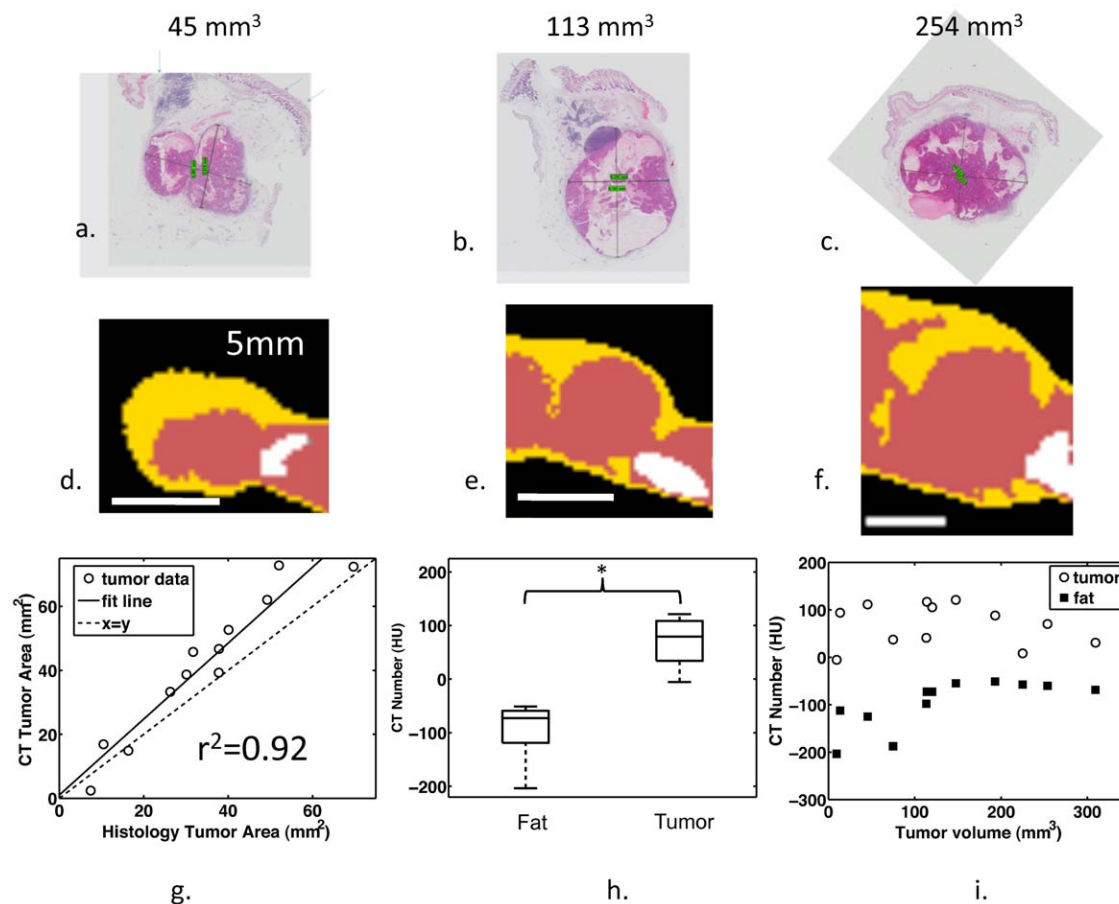 45 mm³
113 mm³
254 mm³
a.
b.
c.
5mm
d.
e.
f.
tumor data
fit line
x=y
r²=0.92
CT Tumor Area (mm²)
60
40
20
0
0
20
40
60
Histology Tumor Area (mm²)
g.
CT Number (HU)
200
100
0
−100
−200
*
Fat
Tumor
h.
CT Number (HU)
200
100
0
−100
−200
−300
tumor
fat
0
100
200
300
Tumor volume (mm³)
i.